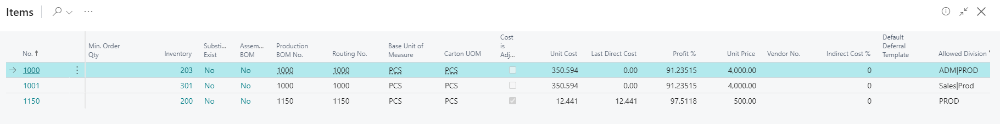 Items
No. ↑ Min. Order Qty Inventory Substi... Exist Assem... BOM Production BOM No. Routing No. Base Unit of Measure Carton UOM Cost is Adj... Unit Cost Last Direct Cost Profit % Unit Price Vendor No. Indirect Cost % Default Deferral Template Allowed Division
1000 203 No No 1000 1000 PCS PCS 350.594 0.00 91.23515 4,000.00 0 ADM|PROD
1001 301 No No 1000 1000 PCS PCS 350.594 0.00 91.23515 4,000.00 0 Sales|Prod
1150 200 No No 1150 1150 PCS PCS 12.441 12.441 97.5118 500.00 0 PROD